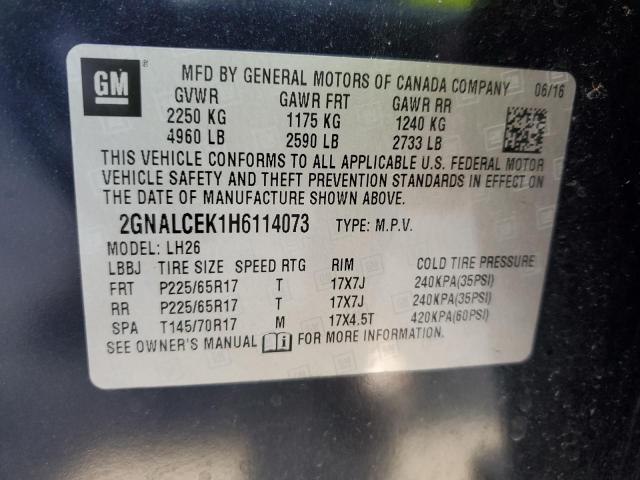 GM ® MFD BY GENERAL MOTORS OF CANADA COMPANY 06/16
GVWR GAWR FRT GAWR RR
2250 KG 1175 KG 1240 KG
4960 LB 2590 LB 2733 LB
THIS VEHICLE CONFORMS TO ALL APPLICABLE U.S. FEDERAL MOTOR
VEHICLE SAFETY AND THEFT PREVENTION STANDARDS IN EFFECT ON
THE DATE OF MANUFACTURE SHOWN ABOVE.
2GNALCEK1H6114073 TYPE: M.P.V.
MODEL: LH26
LBBJ TIRE SIZE SPEED RTG RIM COLD TIRE PRESSURE
FRT P225/65R17 T 17X7J 240KPA(35PSI)
RR P225/65R17 T 17X7J 240KPA(35PSI)
SPA T145/70R17 M 17X4.5T 420KPA(60PSI)
SEE OWNER'S MANUAL i FOR MORE INFORMATION.